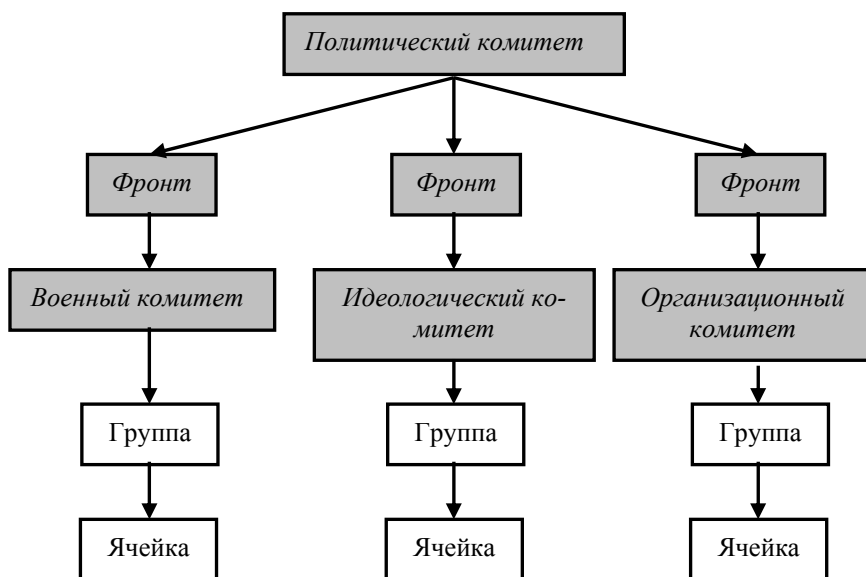 Политический комитет
Фронт
Фронт
Фронт
Военный комитет
Идеологический ко-
митет
Организационный
комитет
Группа
Группа
Группа
Ячейка
Ячейка
Ячейка